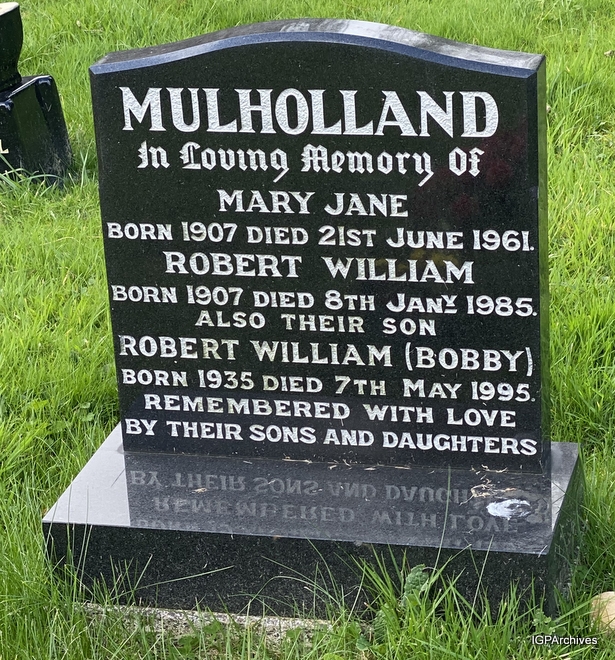 MULHOLLAND
In Loving Memory Of
MARY JANE
BORN 1907 DIED 21ST JUNE 1961.
ROBERT WILLIAM
BORN 1907 DIED 8TH JANY 1985.
ALSO THEIR SON
ROBERT WILLIAM (BOBBY)
BORN 1935 DIED 7TH MAY 1995.
REMEMBERED WITH LOVE
BY THEIR SONS AND DAUGHTERS
IGPArchives